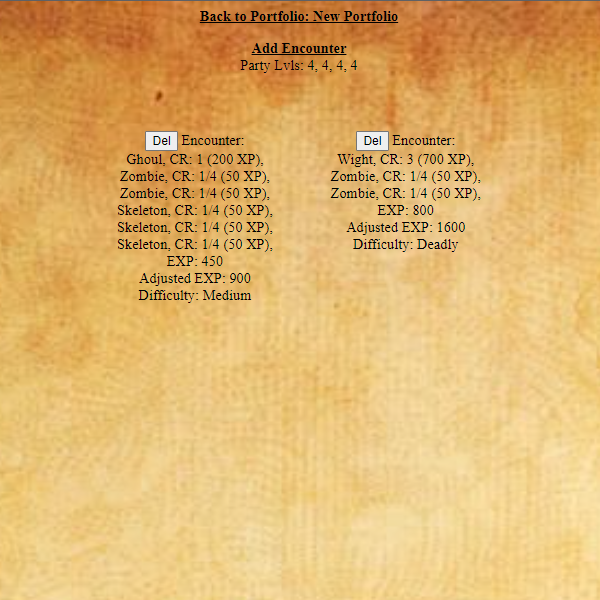 Back to Portfolio: New Portfolio
Add Encounter
Party Lvls: 4, 4, 4, 4
Del Encounter:
Ghoul, CR: 1 (200 XP),
Zombie, CR: 1/4 (50 XP),
Zombie, CR: 1/4 (50 XP),
Skeleton, CR: 1/4 (50 XP),
Skeleton, CR: 1/4 (50 XP),
Skeleton, CR: 1/4 (50 XP),
EXP: 450
Adjusted EXP: 900
Difficulty: Medium
Del Encounter:
Wight, CR: 3 (700 XP),
Zombie, CR: 1/4 (50 XP),
Zombie, CR: 1/4 (50 XP),
EXP: 800
Adjusted EXP: 1600
Difficulty: Deadly